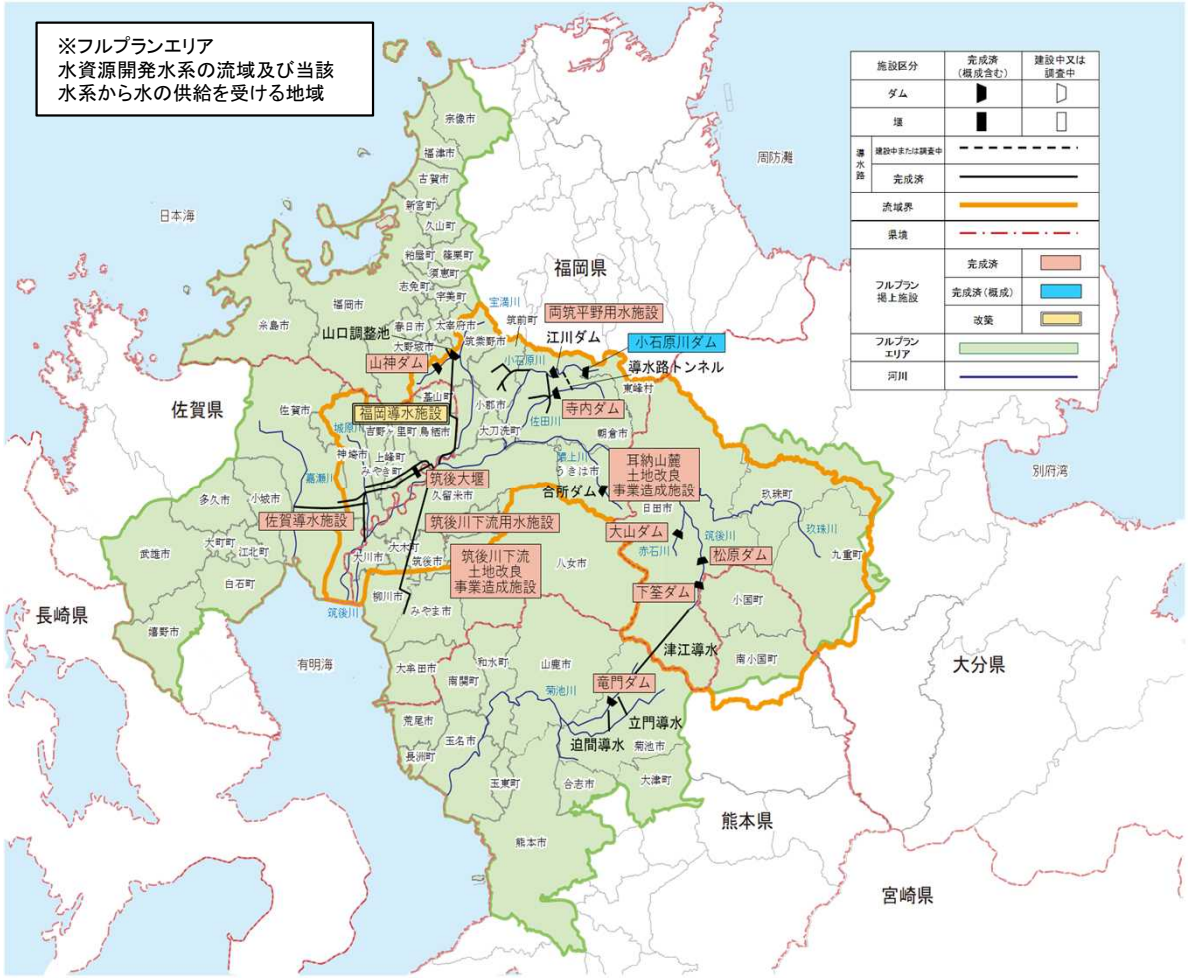 ※フルプランエリア
水資源開発水系の流域及び当該
水系から水の供給を受ける地域
施設区分
完成済
(概成含む)
建設中又は
調査中
ダム
堰
導水路
建設中または調査中
完成済
流域界
県境
フルプラン
掲上施設
完成済
完成済(概成)
改築
フルプラン
エリア
河川
日本海
周防灘
別府湾
有明海
福岡県
佐賀県
長崎県
大分県
熊本県
宮崎県
宗像市
福津市
古賀市
新宮町
久山町
粕屋町
篠栗町
須恵町
志免町
宇美町
福岡市
糸島市
春日市
太宰府市
大野城市
筑紫野市
筑前町
宝満川
両筑平野用水施設
山口調整池
江川ダム
小石原川ダム
山神ダム
小石原川
導水路トンネル
東峰村
基山町
福岡導水施設
寺内ダム
小郡市
佐田川
佐賀市
城原川
吉野ヶ里町
鳥栖市
大刀洗町
朝倉市
神埼市
上峰町
みやき町
嘉瀬川
隈上川
うきは市
耳納山麓
土地改良
事業造成施設
筑後大堰
久留米市
合所ダム
玖珠町
多久市
小城市
佐賀導水施設
筑後川下流用水施設
日田市
大山ダム
筑後川
玖珠川
赤石川
松原ダム
九重町
武雄市
大町町
江北町
白石町
大川市
大木町
筑後市
筑後川下流
土地改良
事業造成施設
八女市
下筌ダム
小国町
柳川市
みやま市
筑後川
嬉野市
津江導水
南小国町
大牟田市
和水町
山鹿市
南関町
竜門ダム
菊池川
荒尾市
玉名市
立門導水
迫間導水
菊池市
長洲町
玉東町
合志市
大津町
熊本市